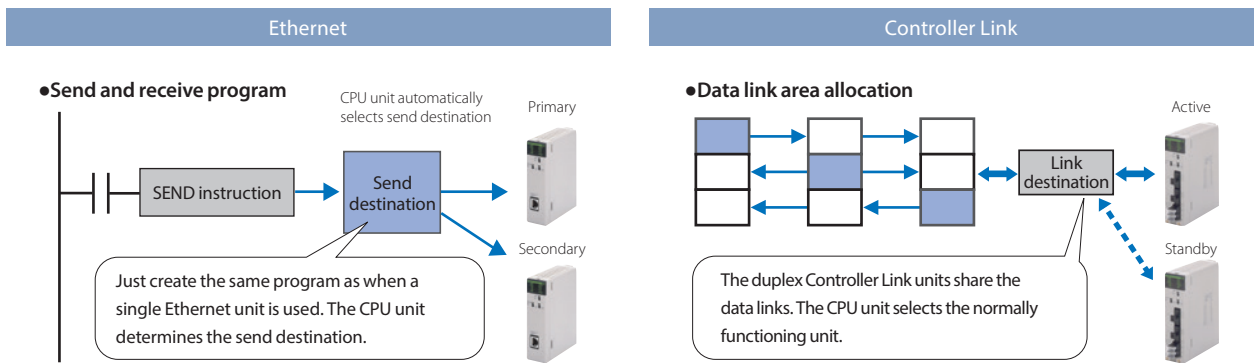 Ethernet
●Send and receive program
CPU unit automatically
selects send destination
Primary
SEND instruction
Send
destination
Secondary
Just create the same program as when a
single Ethernet unit is used. The CPU unit
determines the send destination.
Controller Link
●Data link area allocation
Active
Link
destination
Standby
The duplex Controller Link units share the
data links. The CPU unit selects the normally
functioning unit.